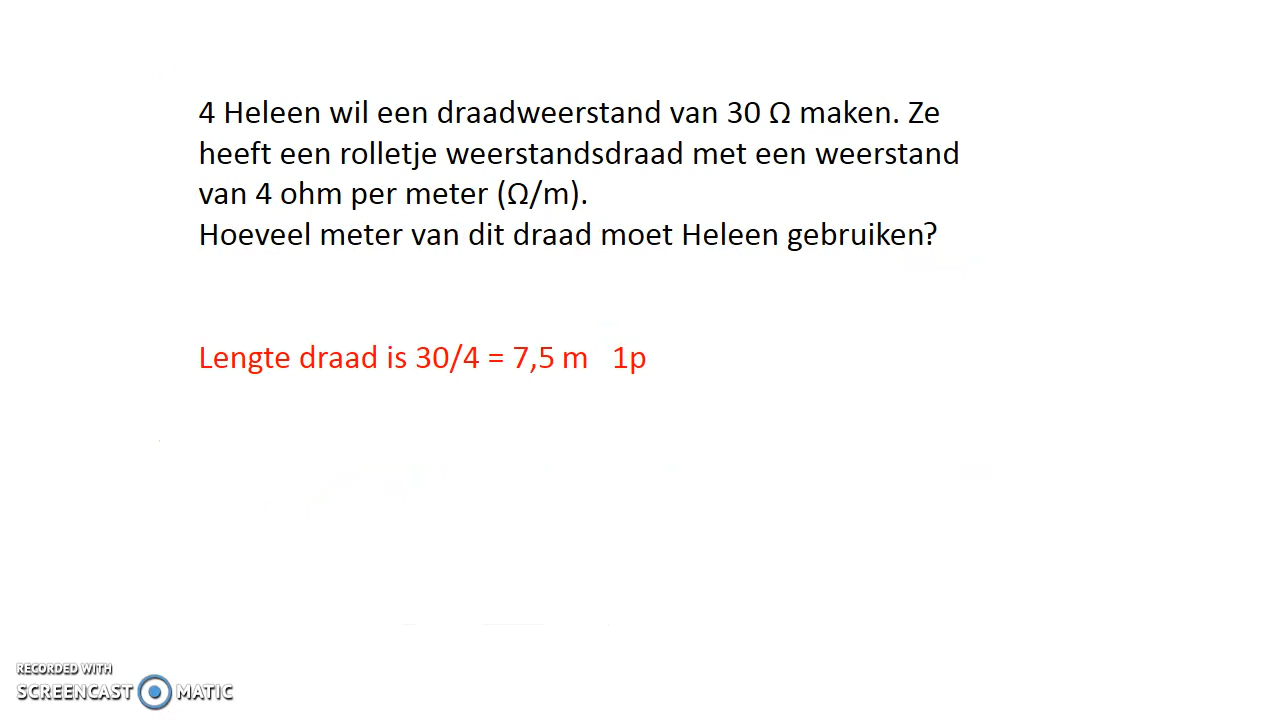 4 Heleen wil een draadweerstand van 30 Ω maken. Ze
heeft een rolletje weerstandsdraad met een weerstand
van 4 ohm per meter (Ω/m).
Hoeveel meter van dit draad moet Heleen gebruiken?
Lengte draad is 30/4 = 7,5 m 1p
RECORDED WITH
SCREENCAST MATIC